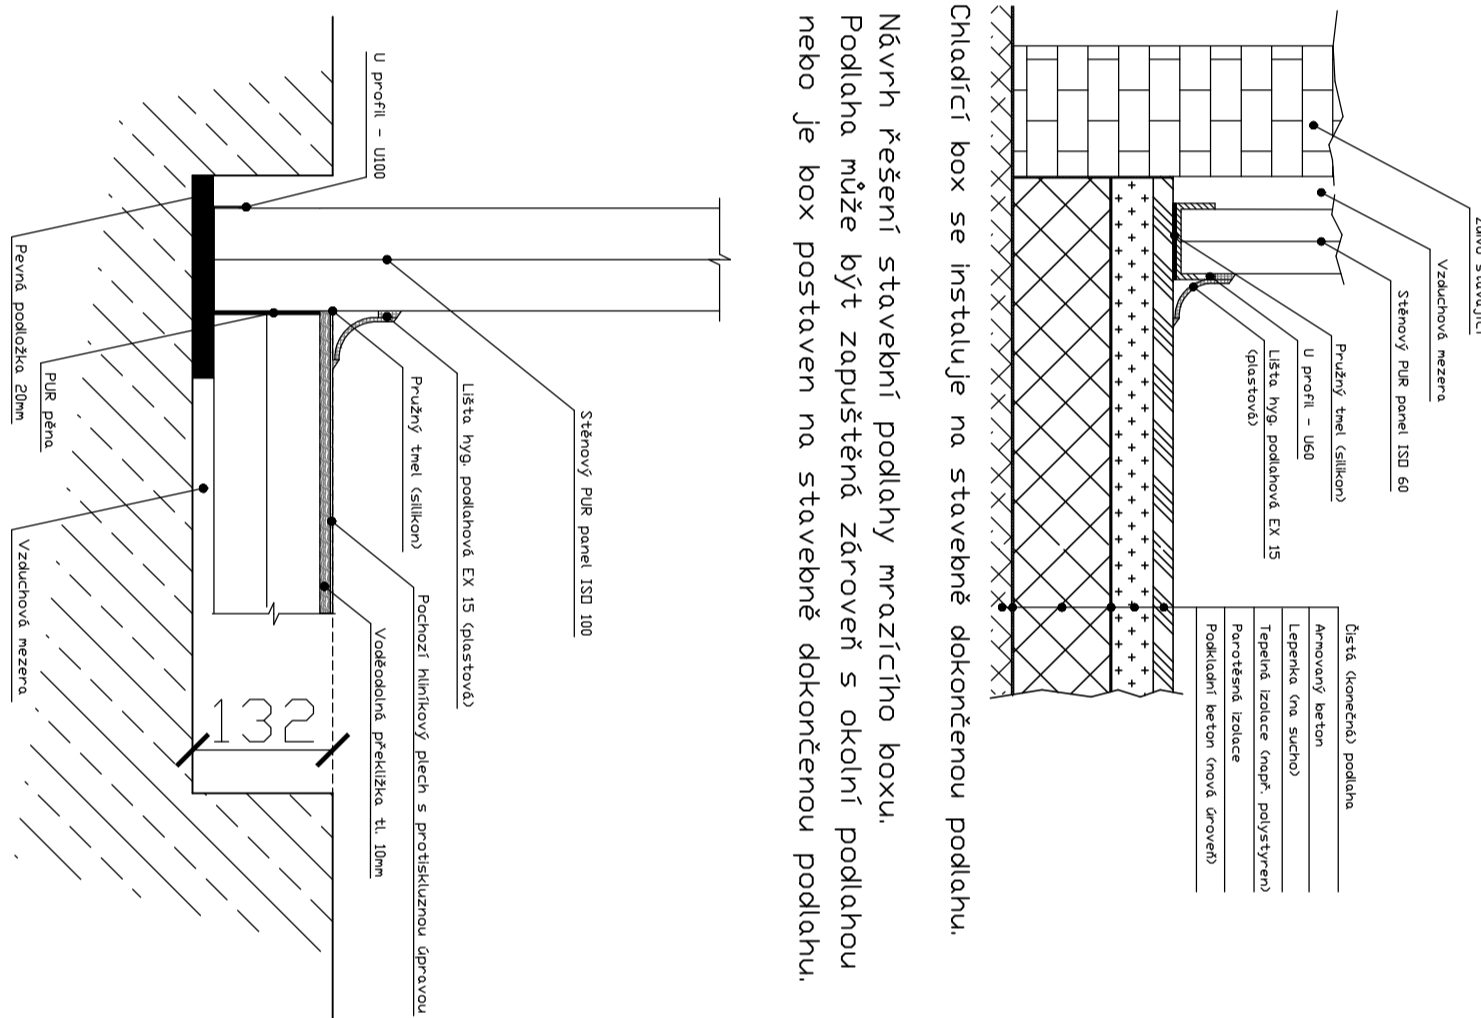 stávající
Vzduchová mezera
Stěnový PUR panel ISO 60
Pružný tmel (silikon)
U profil - U60
Lišta hyg. podlahová EX 15
(plastová)
Čistá (konečná) podlaha
Armovaný beton
Lepenka (na sucho)
Tepelná izolace (např. polystyren)
Parotěsná izolace
Podkladní beton (nová úroveň)
Chladící box se instaluje na stavebně dokončenou podlahu.
Návrh řešení stavební podlahy mrazícího boxu.
Podlaha může být zapuštěná zároveň s okolní podlahou
nebo je box postaven na stavebně dokončenou podlahu.
Stěnový PUR panel ISO 100
Lišta hyg. podlahová EX 15 (plastová)
Pružný tmel (silikon)
Pochozí hliníkový plech s protiskluznou úpravou
Voděodolná překližka tl. 10mm
U profil - U100
132
PUR pěna
Pevná podložka 20mm
Vzduchová mezera